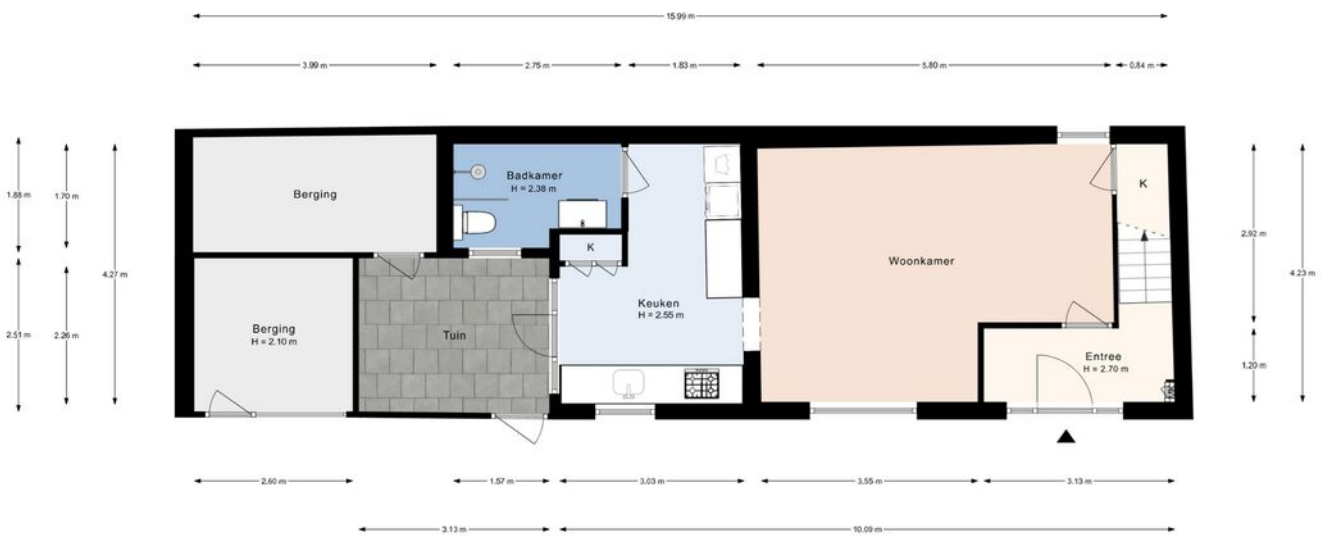 15.99 m
3.99 m
2.75 m
1.83 m
5.80 m
0.84 m
1.88 m
1.70 m
4.27 m
2.51 m
2.26 m
Berging
Badkamer
H = 2.38 m
K
K
Woonkamer
Berging
H = 2.10 m
Tuin
Keuken
H = 2.55 m
Entree
H = 2.70 m
2.92 m
4.23 m
1.20 m
2.60 m
1.57 m
3.03 m
3.55 m
3.13 m
3.13 m
10.09 m